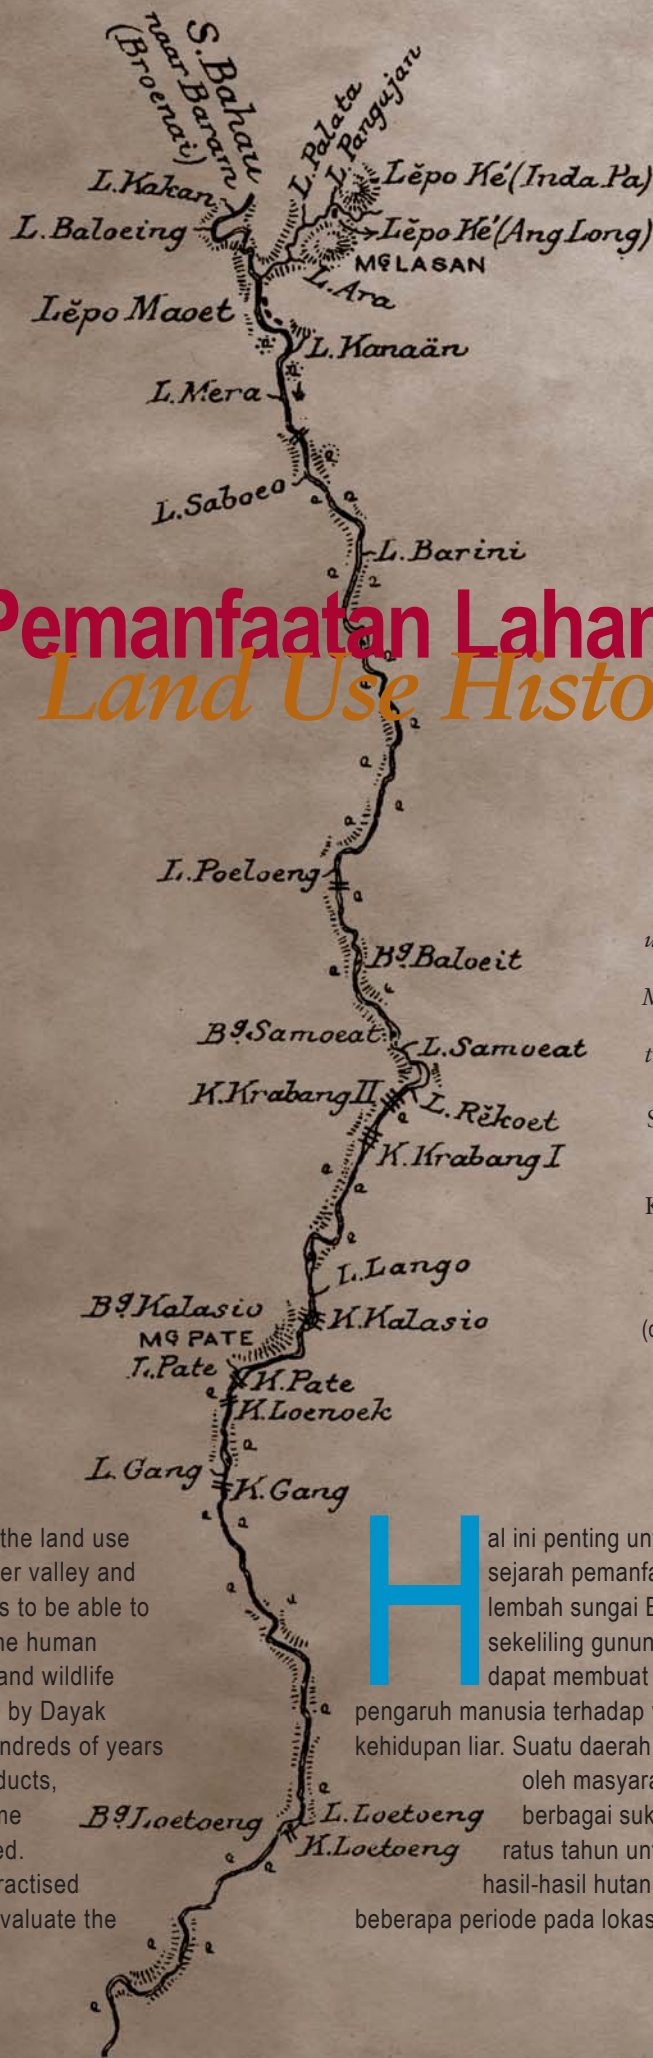 S. Bahau
naar Baram
(Broenai)
L. Palata
L. Pangujan
L. Kakan
Lĕpo Ké (Inda Pa)
L. Baloeing
Lĕpo Ké (Ang Long)
Mg LASAN
L. Ara
Lĕpo Maoet
L. Kanaän
L. Mera
L. Saboeo
L. Barini
Pemanfaatan Lahan
Land Use Histo
L. Poeloeng
Bg. Baloeit
Bg. Samoeat
L. Samoeat
K. Krabang II
L. Rĕkoet
K. Krabang I
L. Lango
Bg. Kalasio
K. Kalasio
Mg PATE
L. Pate
K. Pate
K. Loenoek
L. Gang
K. Gang
the land use
er valley and
s to be able to
ne human
and wildlife
by Dayak
ndreds of years
ducts,
me
ed.
ractised
valuate the
Hal ini penting un
sejarah pemanfa
lembah sungai B
sekeliling gunun
dapat membuat
pengaruh manusia terhadap
kehidupan liar. Suatu daerah
oleh masyara
berbagai suk
ratus tahun un
hasil-hasil hutan
beberapa periode pada lokas
Bg. Loetoeng
L. Loetoeng
K. Loetoeng